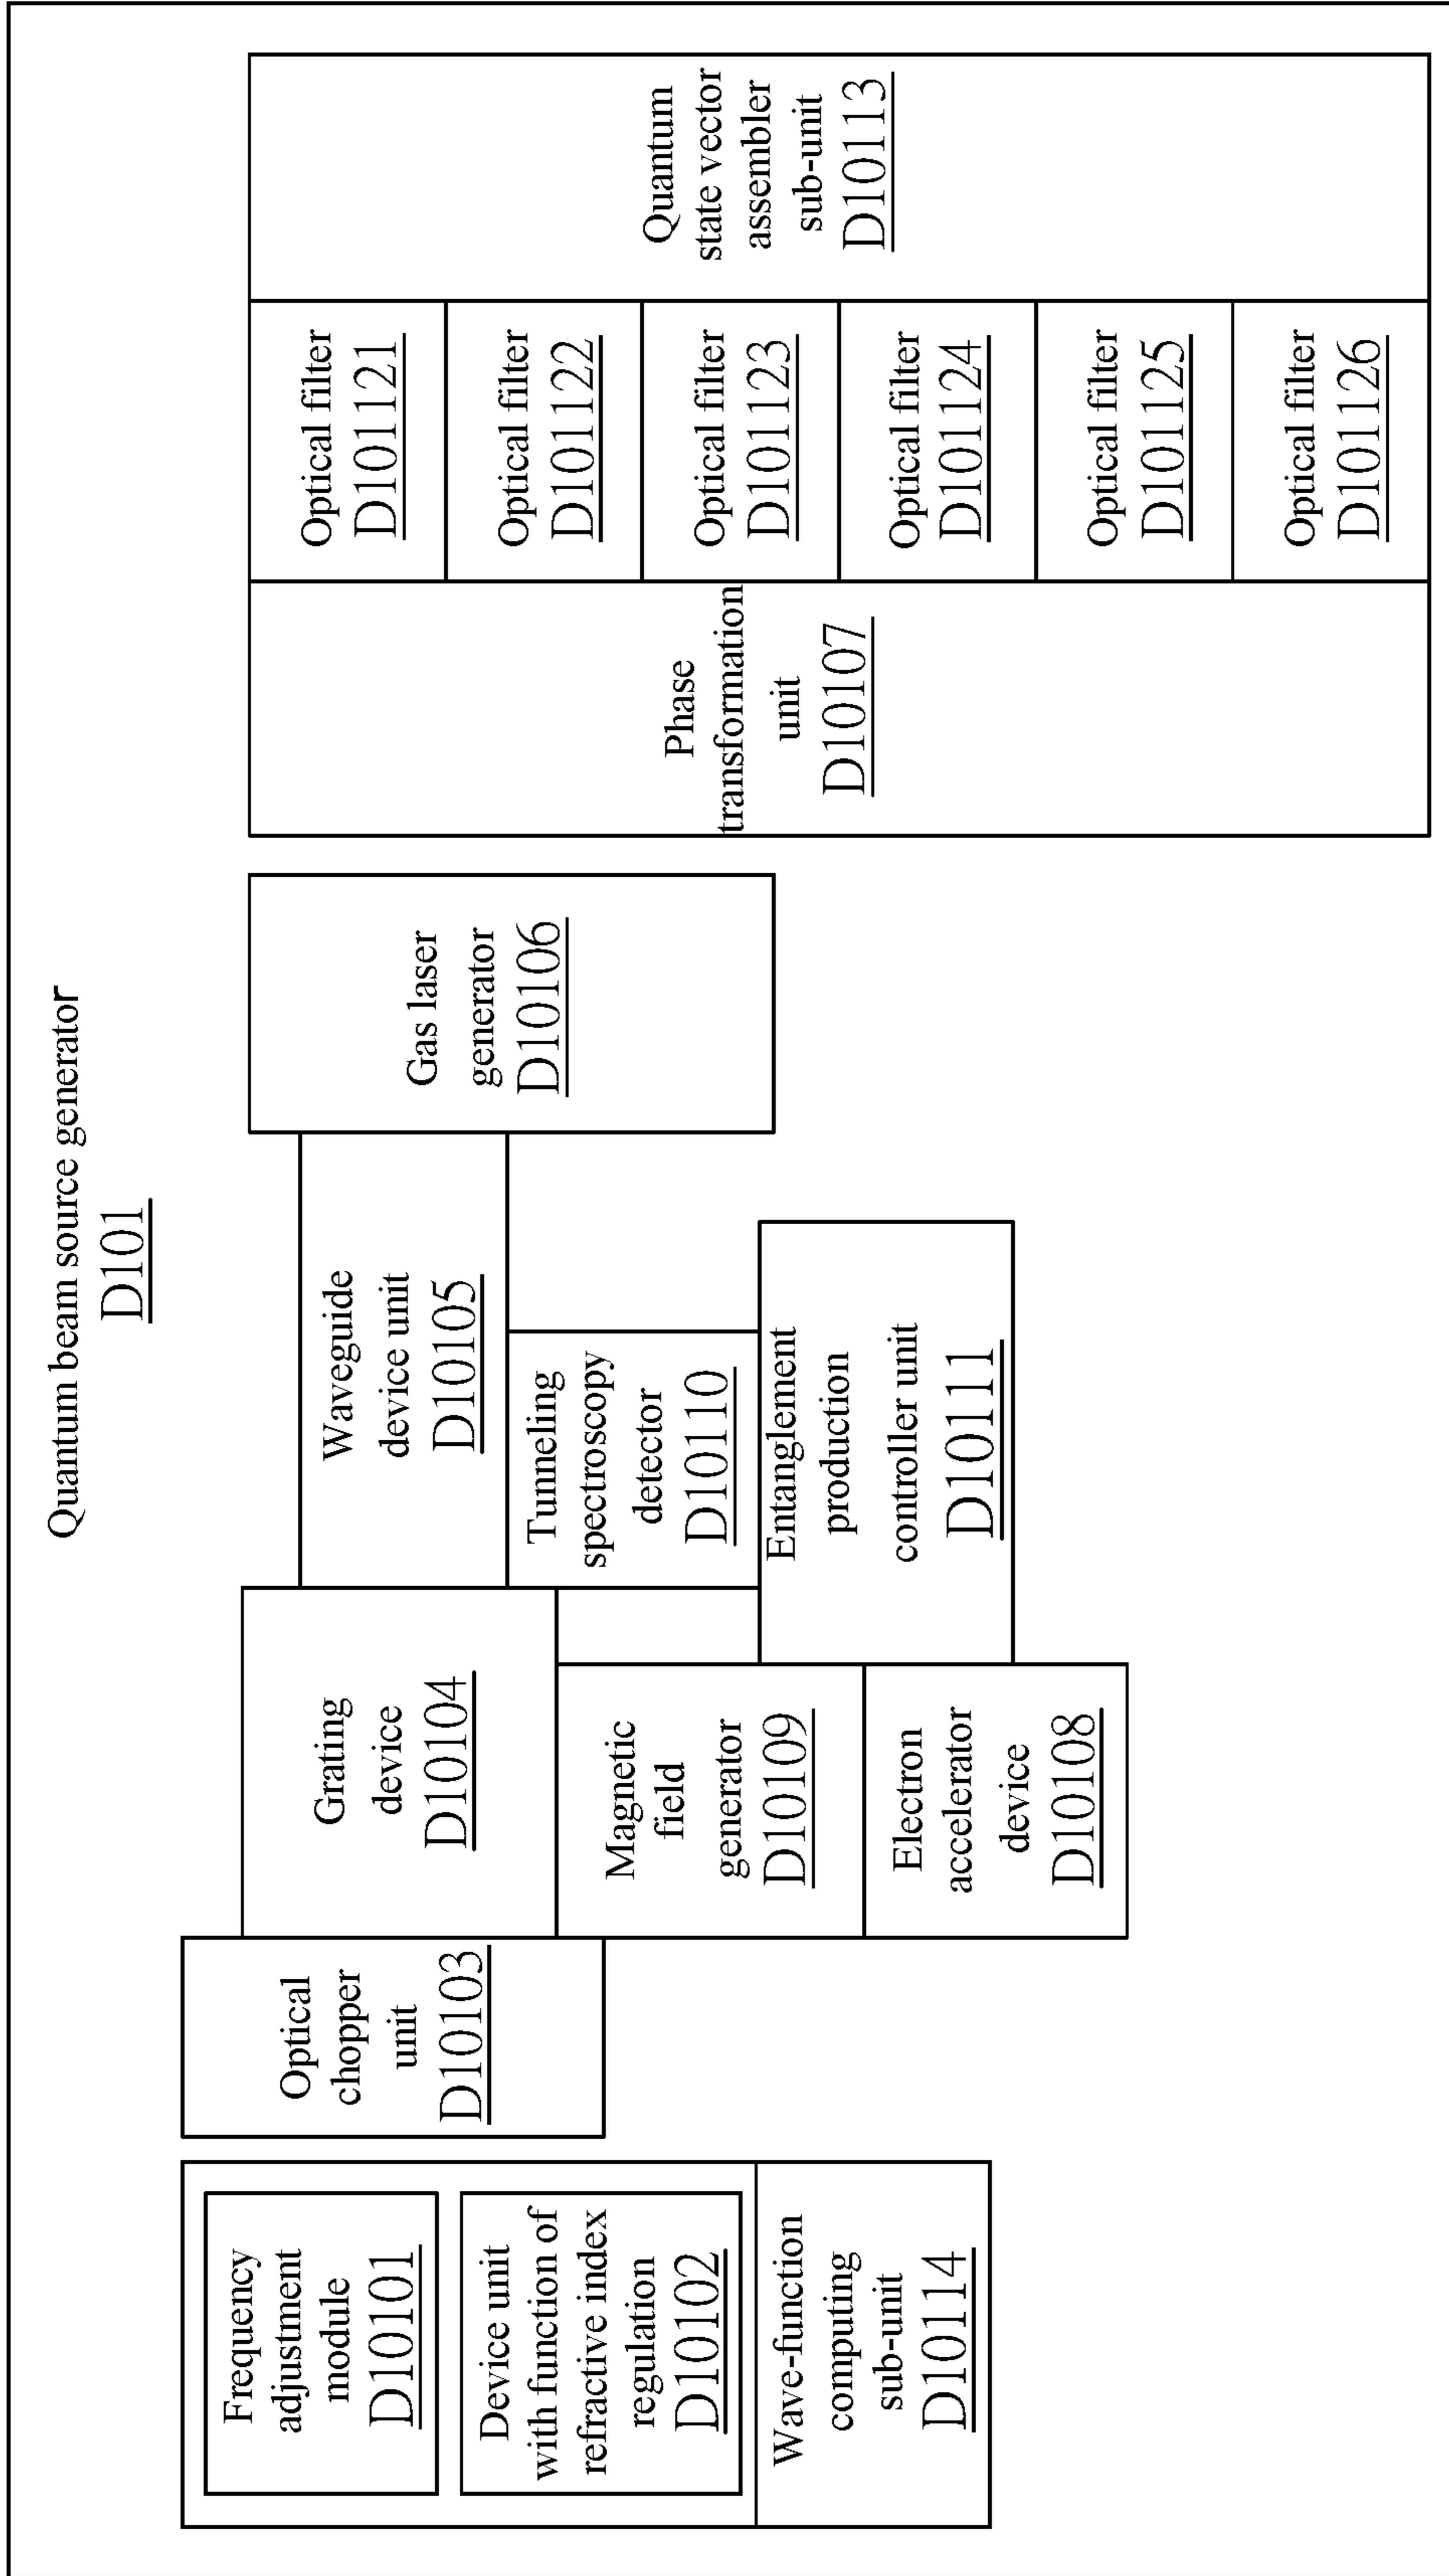 Quantum beam source generator
D101
Frequency
adjustment
module
D10101
Device unit
with function of
refractive index
regulation
D10102
Wave-function
computing
sub-unit
D10114
Optical
chopper
unit
D10103
Grating
device
D10104
Magnetic
field
generator
D10109
Electron
accelerator
device
D10108
Waveguide
device unit
D10105
Tunneling
spectroscopy
detector
D10110
Entanglement
production
controller unit
D10111
Gas laser
generator
D10106
Phase
transformation
unit
D10107
Optical filter
D101121
Optical filter
D101122
Optical filter
D101123
Optical filter
D101124
Optical filter
D101125
Optical filter
D101126
Quantum
state vector
assembler
sub-unit
D10113